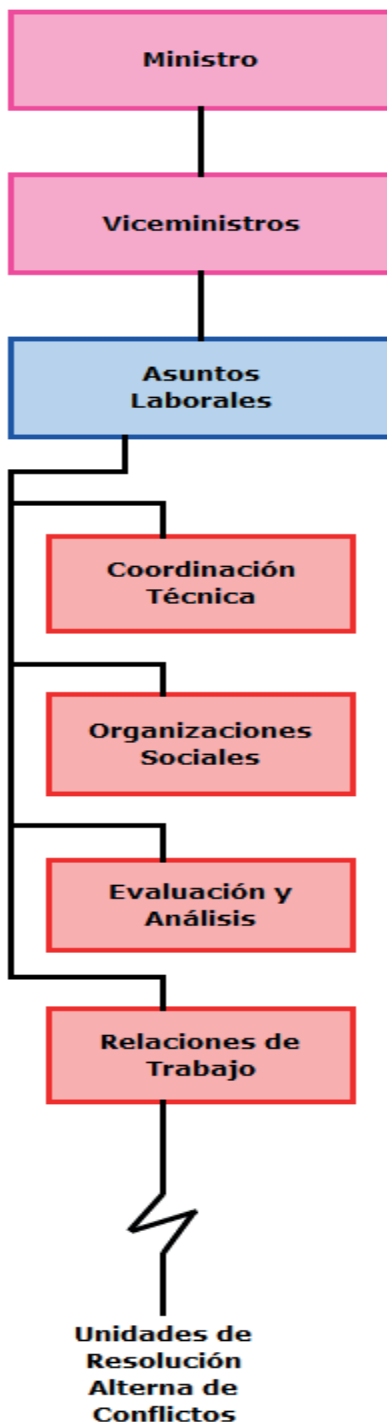 Ministro
Viceministros
Asuntos
Laborales
Coordinación
Técnica
Organizaciones
Sociales
Evaluación y
Análisis
Relaciones de
Trabajo
Unidades de
Resolución
Alterna de
Conflictos